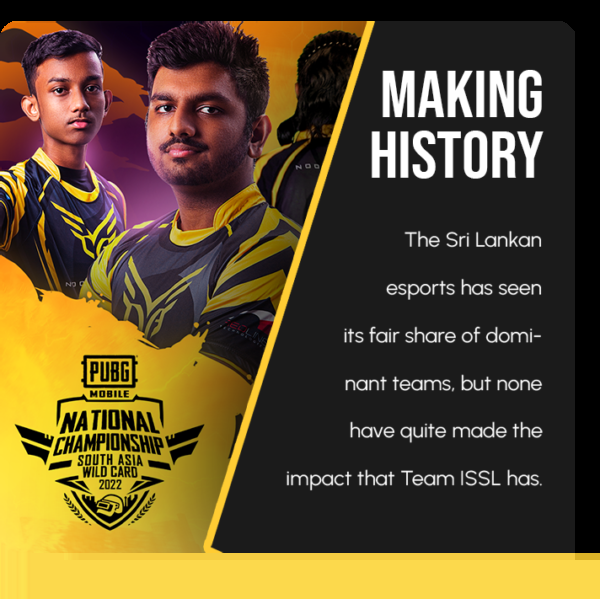 MAKING
HISTORY
The Sri Lankan
esports has seen
its fair share of domi-
nant teams, but none
have quite made the
impact that Team ISSL has.
PUBG
MOBILE
NATIONAL
CHAMPIONSHIP
SOUTH ASIA
WILD CARD
2022